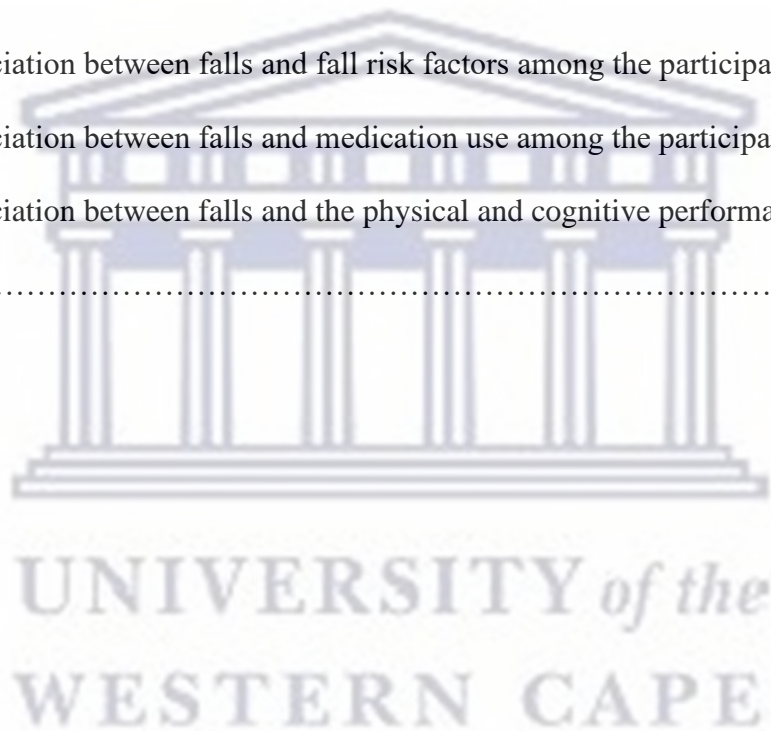 ciation between falls and fall risk factors among the participa
ciation between falls and medication use among the participa
ciation between falls and the physical and cognitive performa
……………………………………………………………………
UNIVERSITY of the
WESTERN CAPE